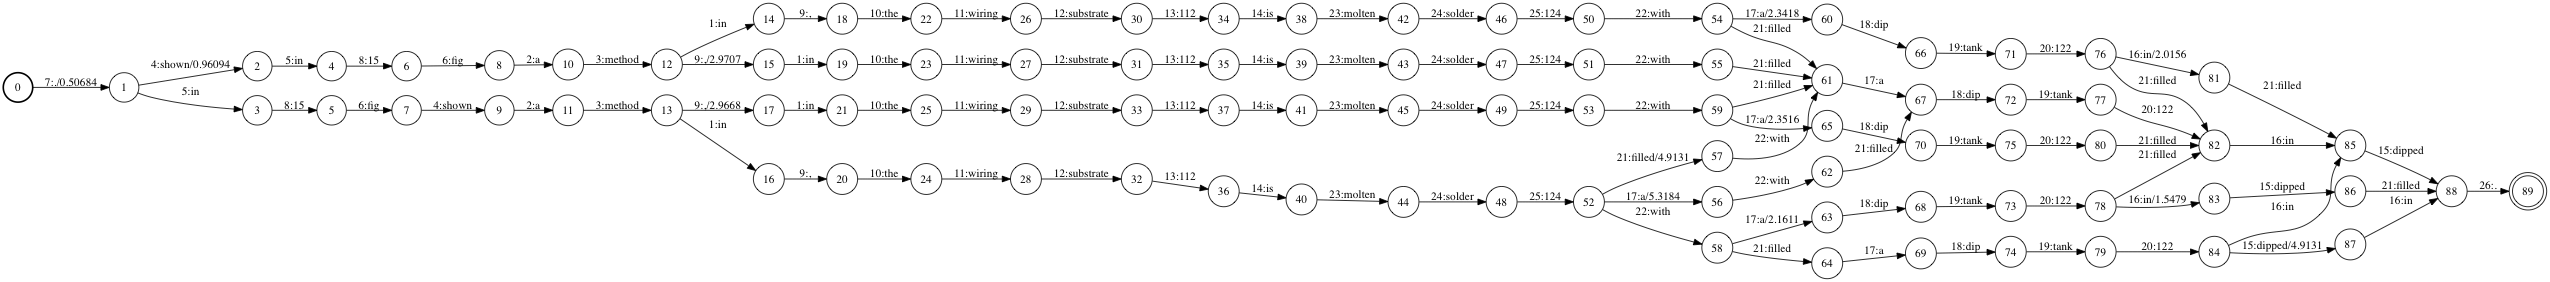 1:in 14 9:, 18 10:the 22 11:wiring 26 12:substrate 30 13:112 34 14:is 38 23:molten 42 24:solder 46 25:124 50 22:with 54 17:a/2.3418 60
18:dip 21:filled
4:shown/0.96094 2 5:in 4 8:15 6 6:fig 8 2:a 10 3:method 12 9:,/2.9707 15 1:in 19 10:the 23 11:wiring 27 12:substrate 31 13:112 35 14:is 39 23:molten 43 24:solder 47 25:124 51 22:with 55 21:filled 61 66 19:tank 71 20:122 76 16:in/2.0156 81
0 7:./0.50684 1 17:a 21:filled 21:filled 21:filled
5:in 3 8:15 5 6:fig 7 4:shown 9 2:a 11 3:method 13 9:,/2.9668 17 1:in 21 10:the 25 11:wiring 29 12:substrate 33 13:112 37 14:is 41 23:molten 45 24:solder 49 25:124 53 22:with 59 67 18:dip 72 19:tank 77 20:122
1:in 17:a/2.3516 65 18:dip 70 19:tank 75 20:122 80 21:filled 82 16:in 85 15:dipped
21:filled/4.9131 57 22:with 21:filled 21:filled
16 9:, 20 10:the 24 11:wiring 28 12:substrate 32 13:112 36 14:is 40 23:molten 44 24:solder 48 25:124 52 17:a/5.3184 56 22:with 62
22:with 58 17:a/2.1611 63 18:dip 68 19:tank 73 20:122 78 16:in/1.5479 83 15:dipped 86 21:filled 88 26:. 89
16:in 16:in
21:filled 64 17:a 69 18:dip 74 19:tank 79 20:122 84 15:dipped/4.9131 87